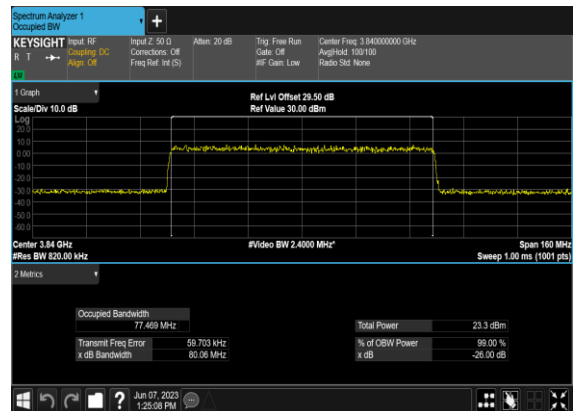 Spectrum Analyzer 1
Occupied BW
KEYSIGHT Input: RF Input Z: 50 Ω Atten: 20 dB Trig: Free Run Center Freq: 3.840000000 GHz
R T Coupling: DC Corrections: Off Gate: Off Avg|Hold: 100/100
Align: Off Freq Ref: Int (S) #IF Gain: Low Radio Std: None
LW
1 Graph Ref Lvl Offset 29.50 dB
Scale/Div 10.0 dB Ref Value 30.00 dBm
Log
20.0
10.0
0.00
-10.0
-20.0
-30.0
-40.0
-50.0
-60.0
Center 3.84 GHz #Video BW 2.4000 MHz* Span 160 MHz
#Res BW 820.00 kHz Sweep 1.00 ms (1001 pts)
2 Metrics
Occupied Bandwidth
77.469 MHz Total Power 23.3 dBm
Transmit Freq Error 59.703 kHz % of OBW Power 99.00 %
x dB Bandwidth 80.06 MHz x dB -26.00 dB
? Jun 07, 2023
1:25:08 PM